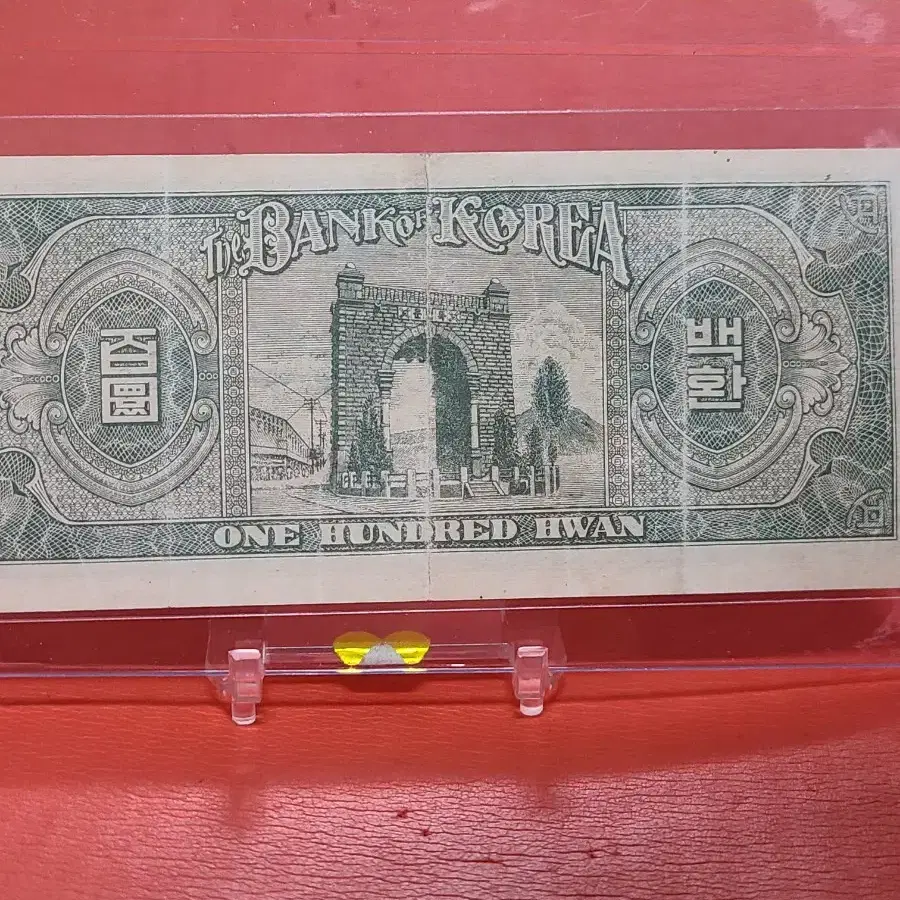 The BANK OF KOREA
百圜
백환
ONE HUNDRED HWAN